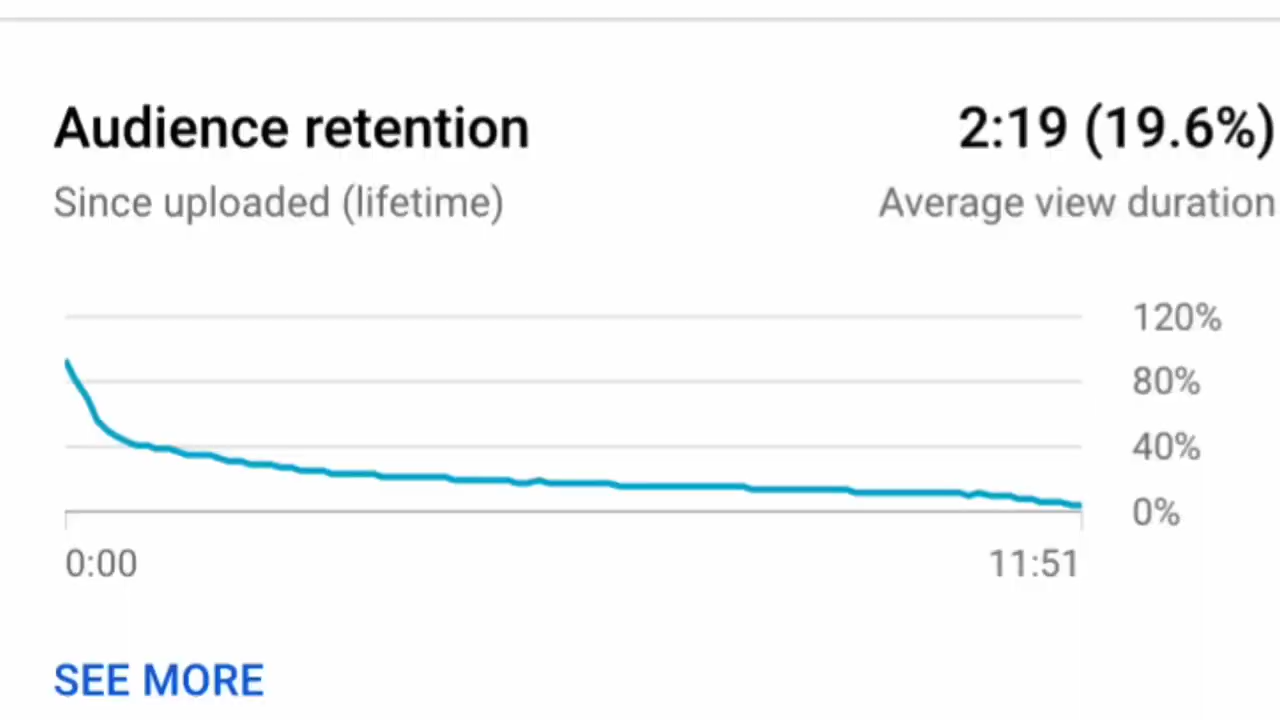 Audience retention
2:19 (19.6%)
Since uploaded (lifetime)
Average view duration
120%
80%
40%
0%
0:00
11:51
SEE MORE